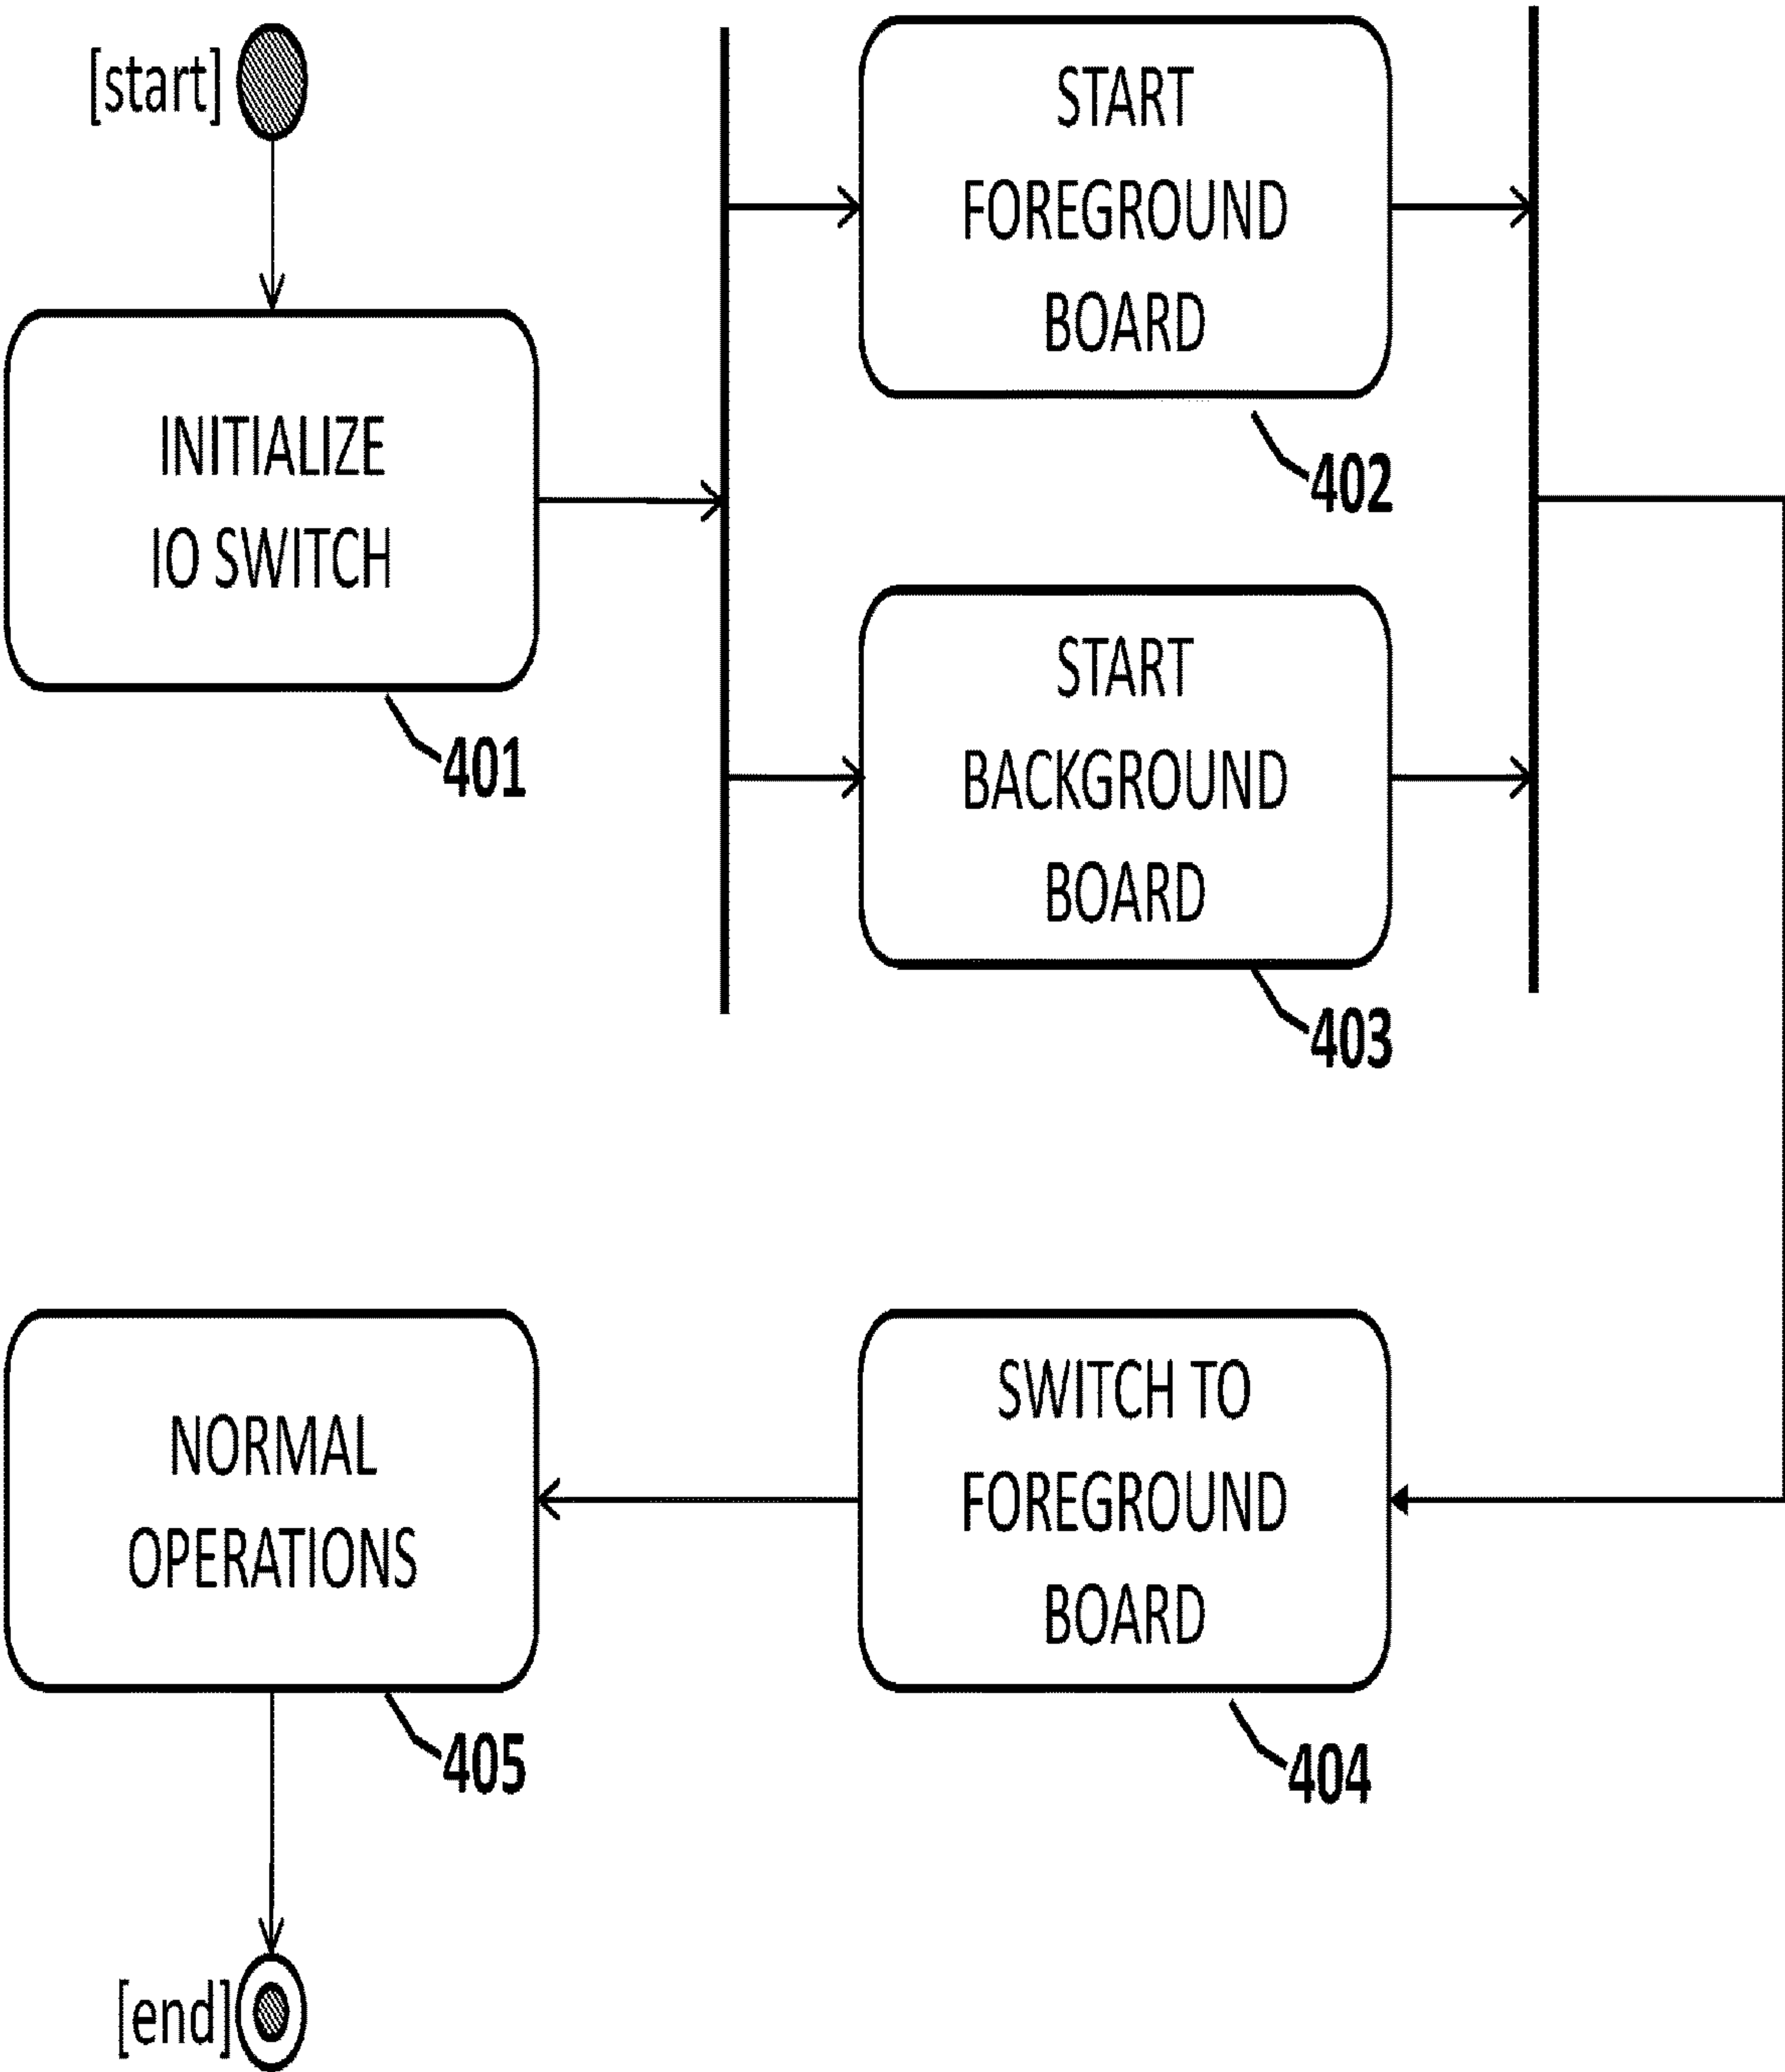 [start]
INITIALIZE
IO SWITCH
401
START
FOREGROUND
BOARD
402
START
BACKGROUND
BOARD
403
SWITCH TO
FOREGROUND
BOARD
404
NORMAL
OPERATIONS
405
[end]